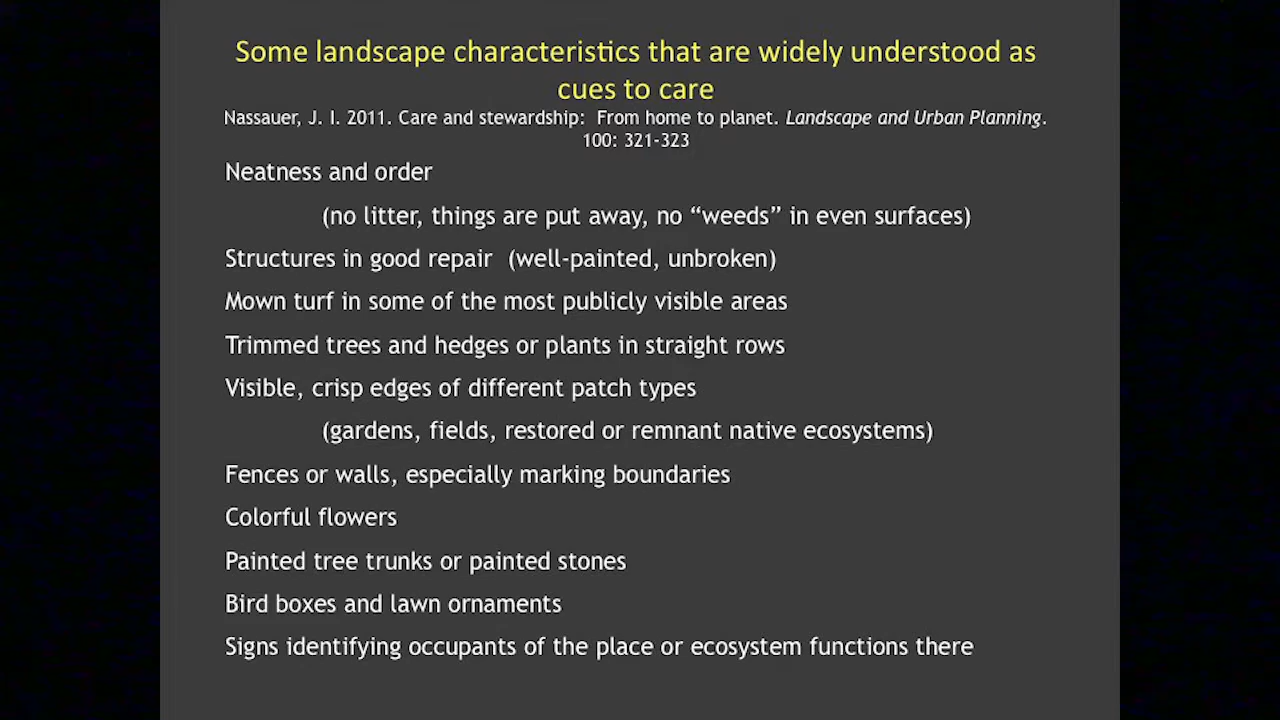 Some landscape characteristics that are widely understood as
cues to care
Nassauer, J. I. 2011. Care and stewardship:  From home to planet. Landscape and Urban Planning.
100: 321-323
Neatness and order
(no litter, things are put away, no “weeds” in even surfaces)
Structures in good repair  (well-painted, unbroken)
Mown turf in some of the most publicly visible areas
Trimmed trees and hedges or plants in straight rows
Visible, crisp edges of different patch types
(gardens, fields, restored or remnant native ecosystems)
Fences or walls, especially marking boundaries
Colorful flowers
Painted tree trunks or painted stones
Bird boxes and lawn ornaments
Signs identifying occupants of the place or ecosystem functions there